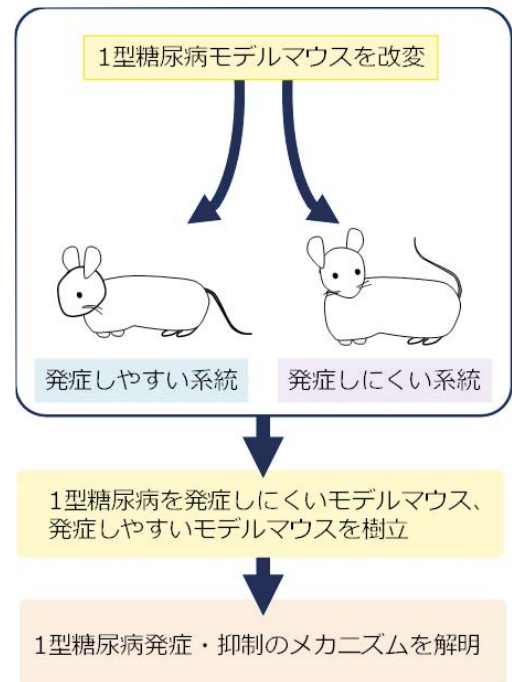 1型糖尿病モデルマウスを改変
発症しやすい系統
発症しにくい系統
1型糖尿病を発症しにくいモデルマウス、
発症しやすいモデルマウスを樹立
1型糖尿病発症・抑制のメカニズムを解明